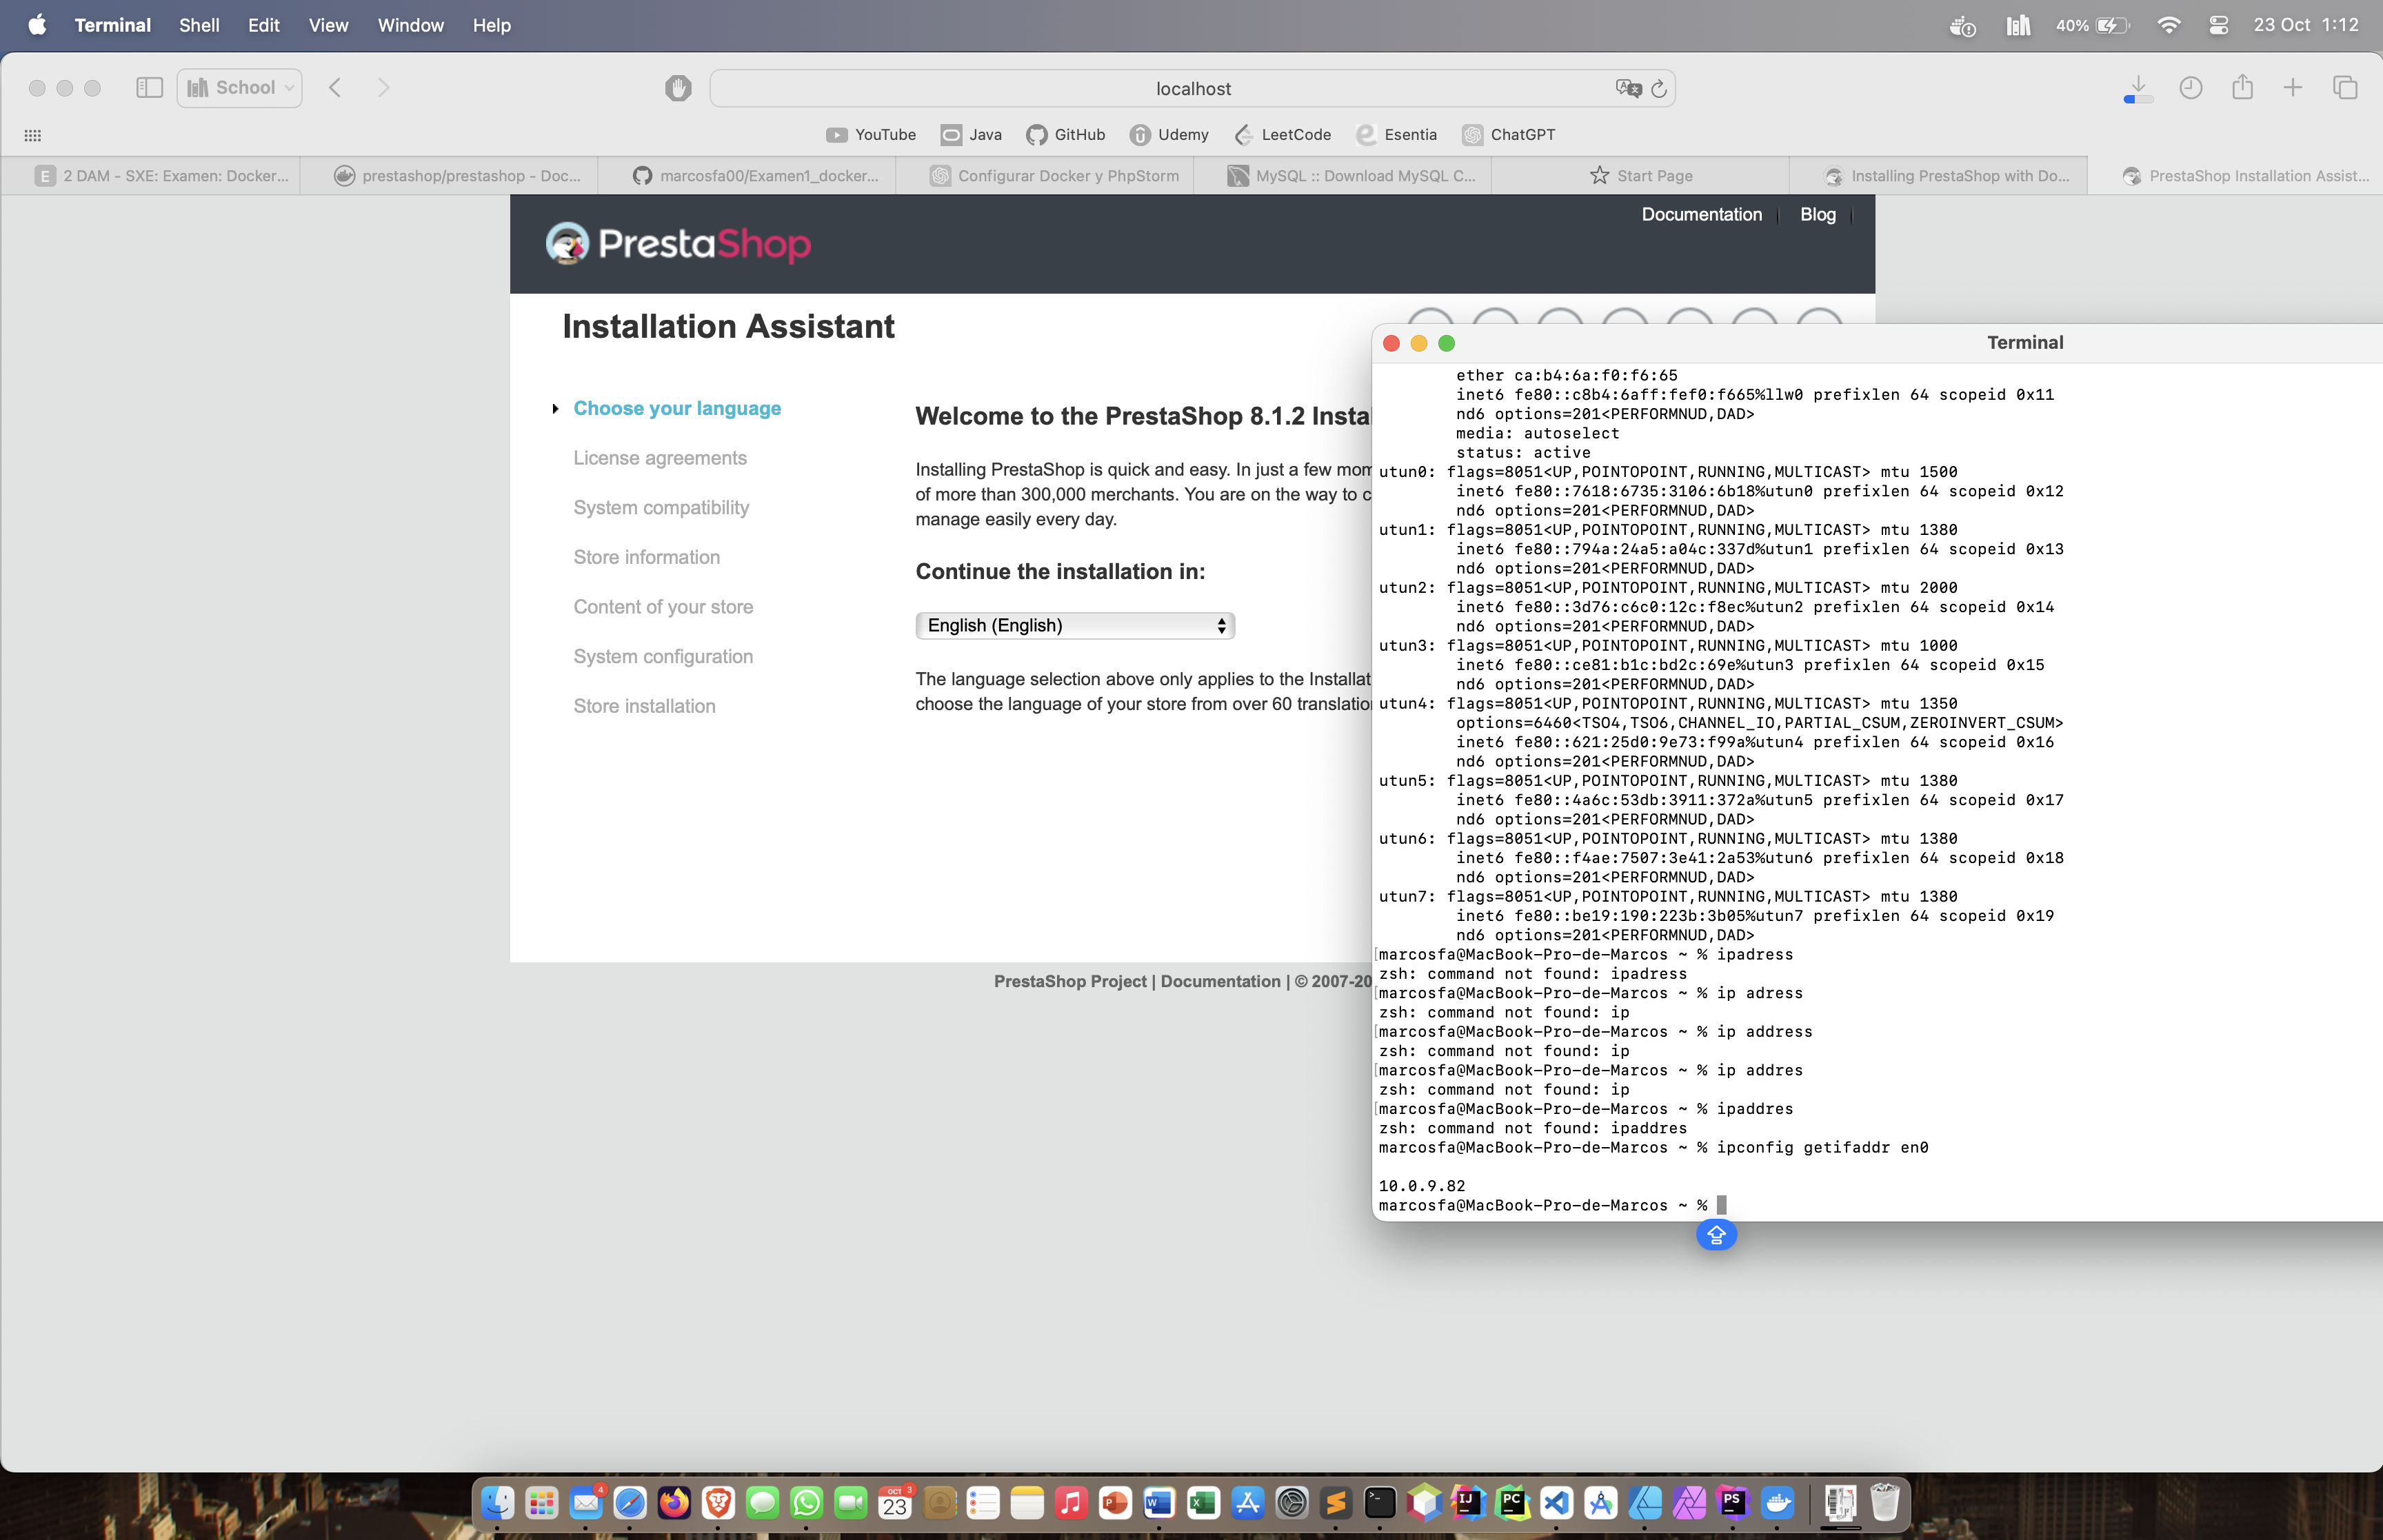 Terminal Shell Edit View Window Help
40% 23 Oct 1:12
School
localhost
YouTube Java GitHub Udemy LeetCode Esentia ChatGPT
E 2 DAM - SXE: Examen: Docker...
prestashop/prestashop - Doc...
marcosfa00/Examen1_docker...
Configurar Docker y PhpStorm
MySQL :: Download MySQL C...
Start Page
Installing PrestaShop with Do...
PrestaShop Installation Assist...
Documentation Blog
PrestaShop
Installation Assistant
Choose your language
License agreements
System compatibility
Store information
Content of your store
System configuration
Store installation
Welcome to the PrestaShop 8.1.2 Insta
Installing PrestaShop is quick and easy. In just a few mom
of more than 300,000 merchants. You are on the way to c
manage easily every day.
Continue the installation in:
English (English)
The language selection above only applies to the Installat
choose the language of your store from over 60 translatio
PrestaShop Project | Documentation | © 2007-20
Terminal
ether ca:b4:6a:f0:f6:65
inet6 fe80::c8b4:6aff:fef0:f665%llw0 prefixlen 64 scopeid 0x11
nd6 options=201<PERFORMNUD,DAD>
media: autoselect
status: active
utun0: flags=8051<UP,POINTOPOINT,RUNNING,MULTICAST> mtu 1500
inet6 fe80::7618:6735:3106:6b18%utun0 prefixlen 64 scopeid 0x12
nd6 options=201<PERFORMNUD,DAD>
utun1: flags=8051<UP,POINTOPOINT,RUNNING,MULTICAST> mtu 1380
inet6 fe80::794a:24a5:a04c:337d%utun1 prefixlen 64 scopeid 0x13
nd6 options=201<PERFORMNUD,DAD>
utun2: flags=8051<UP,POINTOPOINT,RUNNING,MULTICAST> mtu 2000
inet6 fe80::3d76:c6c0:12c:f8ec%utun2 prefixlen 64 scopeid 0x14
nd6 options=201<PERFORMNUD,DAD>
utun3: flags=8051<UP,POINTOPOINT,RUNNING,MULTICAST> mtu 1000
inet6 fe80::ce81:b1c:bd2c:69e%utun3 prefixlen 64 scopeid 0x15
nd6 options=201<PERFORMNUD,DAD>
utun4: flags=8051<UP,POINTOPOINT,RUNNING,MULTICAST> mtu 1350
options=6460<TSO4,TSO6,CHANNEL_IO,PARTIAL_CSUM,ZEROINVERT_CSUM>
inet6 fe80::621:25d0:9e73:f99a%utun4 prefixlen 64 scopeid 0x16
nd6 options=201<PERFORMNUD,DAD>
utun5: flags=8051<UP,POINTOPOINT,RUNNING,MULTICAST> mtu 1380
inet6 fe80::4a6c:53db:3911:372a%utun5 prefixlen 64 scopeid 0x17
nd6 options=201<PERFORMNUD,DAD>
utun6: flags=8051<UP,POINTOPOINT,RUNNING,MULTICAST> mtu 1380
inet6 fe80::f4ae:7507:3e41:2a53%utun6 prefixlen 64 scopeid 0x18
nd6 options=201<PERFORMNUD,DAD>
utun7: flags=8051<UP,POINTOPOINT,RUNNING,MULTICAST> mtu 1380
inet6 fe80::be19:190:223b:3b05%utun7 prefixlen 64 scopeid 0x19
nd6 options=201<PERFORMNUD,DAD>
[marcosfa@MacBook-Pro-de-Marcos ~ % ipadress
zsh: command not found: ipadress
[marcosfa@MacBook-Pro-de-Marcos ~ % ip adress
zsh: command not found: ip
[marcosfa@MacBook-Pro-de-Marcos ~ % ip address
zsh: command not found: ip
[marcosfa@MacBook-Pro-de-Marcos ~ % ip addres
zsh: command not found: ip
[marcosfa@MacBook-Pro-de-Marcos ~ % ipaddres
zsh: command not found: ipaddres
marcosfa@MacBook-Pro-de-Marcos ~ % ipconfig getifaddr en0
10.0.9.82
marcosfa@MacBook-Pro-de-Marcos ~ %
4
OCT 3
23
P W X IJ PC PS